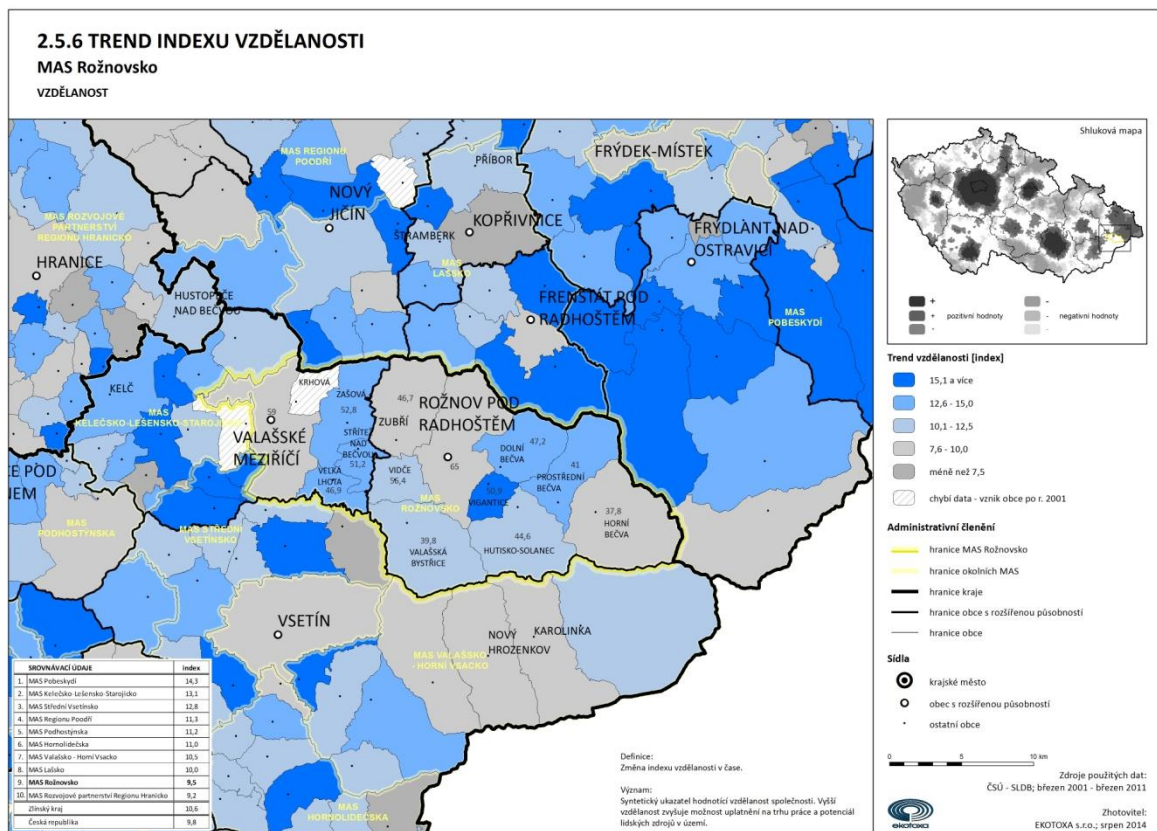 2.5.6 TREND INDEXU VZDĚLANOSTI
MAS Rožnovsko
VZDĚLANOST
MAS REGIONU
POODŘÍ
PŘÍBOR
FRÝDEK-MÍSTEK
NOVÝ
JIČÍN
KOPŘIVNICE
ŠTRAMBERK
MAS
LAŠSKO
FRÝDLANT NAD
OSTRAVICÍ
MAS ROZVOJOVÉ
PARTNERSTVÍ
REGIONU HRANICKO
HRANICE
HUSTOPEČE
NAD BEČVOU
FRENŠTÁT POD
RADHOŠTĚM
MAS
POBESKYDÍ
KELČ
MAS
KELEČSKO-LEŠENSKO-STAROJICKO
KRHOVÁ
59
VALAŠSKÉ
MEZIŘÍČÍ
ZAŠOVÁ
52,8
STŘÍTEŽ
NAD
BEČVOU
51,2
VELKÁ
LHOTA
46,9
46,7
ZUBŘÍ
ROŽNOV POD
RADHOŠTĚM
65
VIDČE
56,4
MAS
ROŽNOVSKO
47,2
DOLNÍ
BEČVA
41
PROSTŘEDNÍ
BEČVA
50,9
VIGANTICE
37,8
HORNÍ
BEČVA
39,8
VALAŠSKÁ
BYSTŘICE
44,6
HUTISKO-SOLANEC
CE POD
NEM
MAS
PODHOSTÝNSKA
MAS STŘEDNÍ
VSETÍNSKO
VSETÍN
MAS VALAŠSKO
- HORNÍ VSACKO
NOVÝ
HROZENKOV
KAROLINKA
MAS
HORNOLIDEČSKA
SROVNÁVACÍ ÚDAJE index
1. MAS Pobeskydí 14,3
2. MAS Kelečsko-Lešensko-Starojicko 13,1
3. MAS Střední Vsetínsko 12,8
4. MAS Regionu Poodří 11,3
5. MAS Podhostýnska 11,2
6. MAS Hornolidečska 11,0
7. MAS Valašsko - Horní Vsacko 10,5
8. MAS Lašsko 10,0
9. MAS Rožnovsko 9,5
10. MAS Rozvojové partnerství Regionu Hranicko 9,2
Zlínský kraj 10,6
Česká republika 9,8
Definice:
Změna indexu vzdělanosti v čase.
Význam:
Syntetický ukazatel hodnotící vzdělanost společnosti. Vyšší
vzdělanost zvyšuje možnost uplatnění na trhu práce a potenciál
lidských zdrojů v území.
Shluková mapa
+ -
+ pozitivní hodnoty - negativní hodnoty
- -
Trend vzdělanosti [index]
15,1 a více
12,6 - 15,0
10,1 - 12,5
7,6 - 10,0
méně než 7,5
chybí data - vznik obce po r. 2001
Administrativní členění
hranice MAS Rožnovsko
hranice okolních MAS
hranice kraje
hranice obce s rozšířenou působností
hranice obce
Sídla
krajské město
obec s rozšířenou působností
ostatní obce
0 5 10 km
Zdroje použitých dat:
ČSÚ - SLDB; březen 2001 - březen 2011
Zhotovitel:
EKOTOXA s.r.o.; srpen 2014
ekotoxa